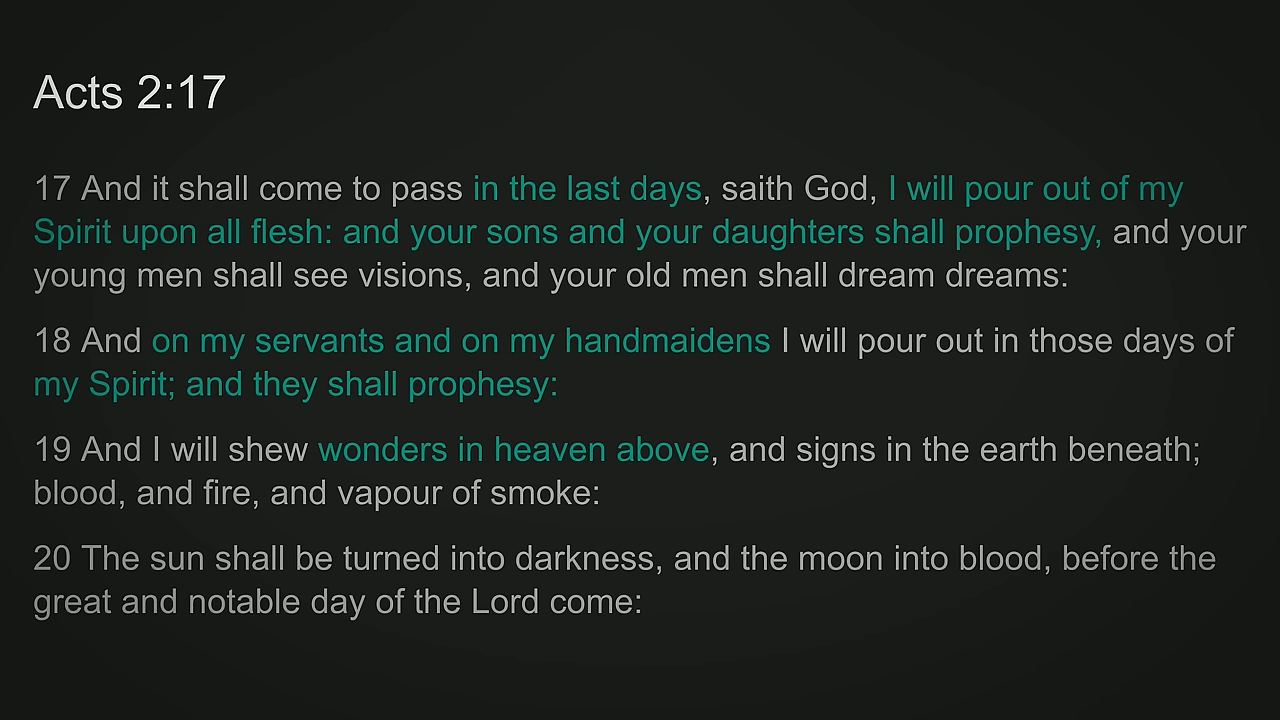 Acts 2:17
17 And it shall come to pass in the last days, saith God, I will pour out of my
Spirit upon all flesh: and your sons and your daughters shall prophesy, and your
young men shall see visions, and your old men shall dream dreams:
18 And on my servants and on my handmaidens I will pour out in those days of
my Spirit; and they shall prophesy:
19 And I will shew wonders in heaven above, and signs in the earth beneath;
blood, and fire, and vapour of smoke:
20 The sun shall be turned into darkness, and the moon into blood, before the
great and notable day of the Lord come: